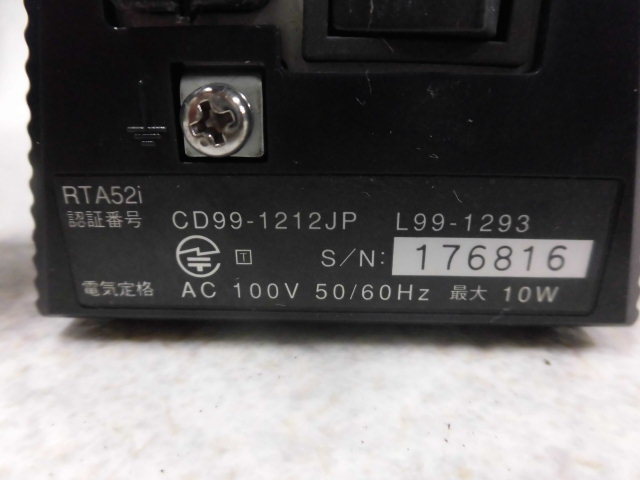 RTA52i
認証番号 CD99-1212JP L99-1293
T S/N: 176816
電気定格 AC 100V 50/60Hz 最大 10W